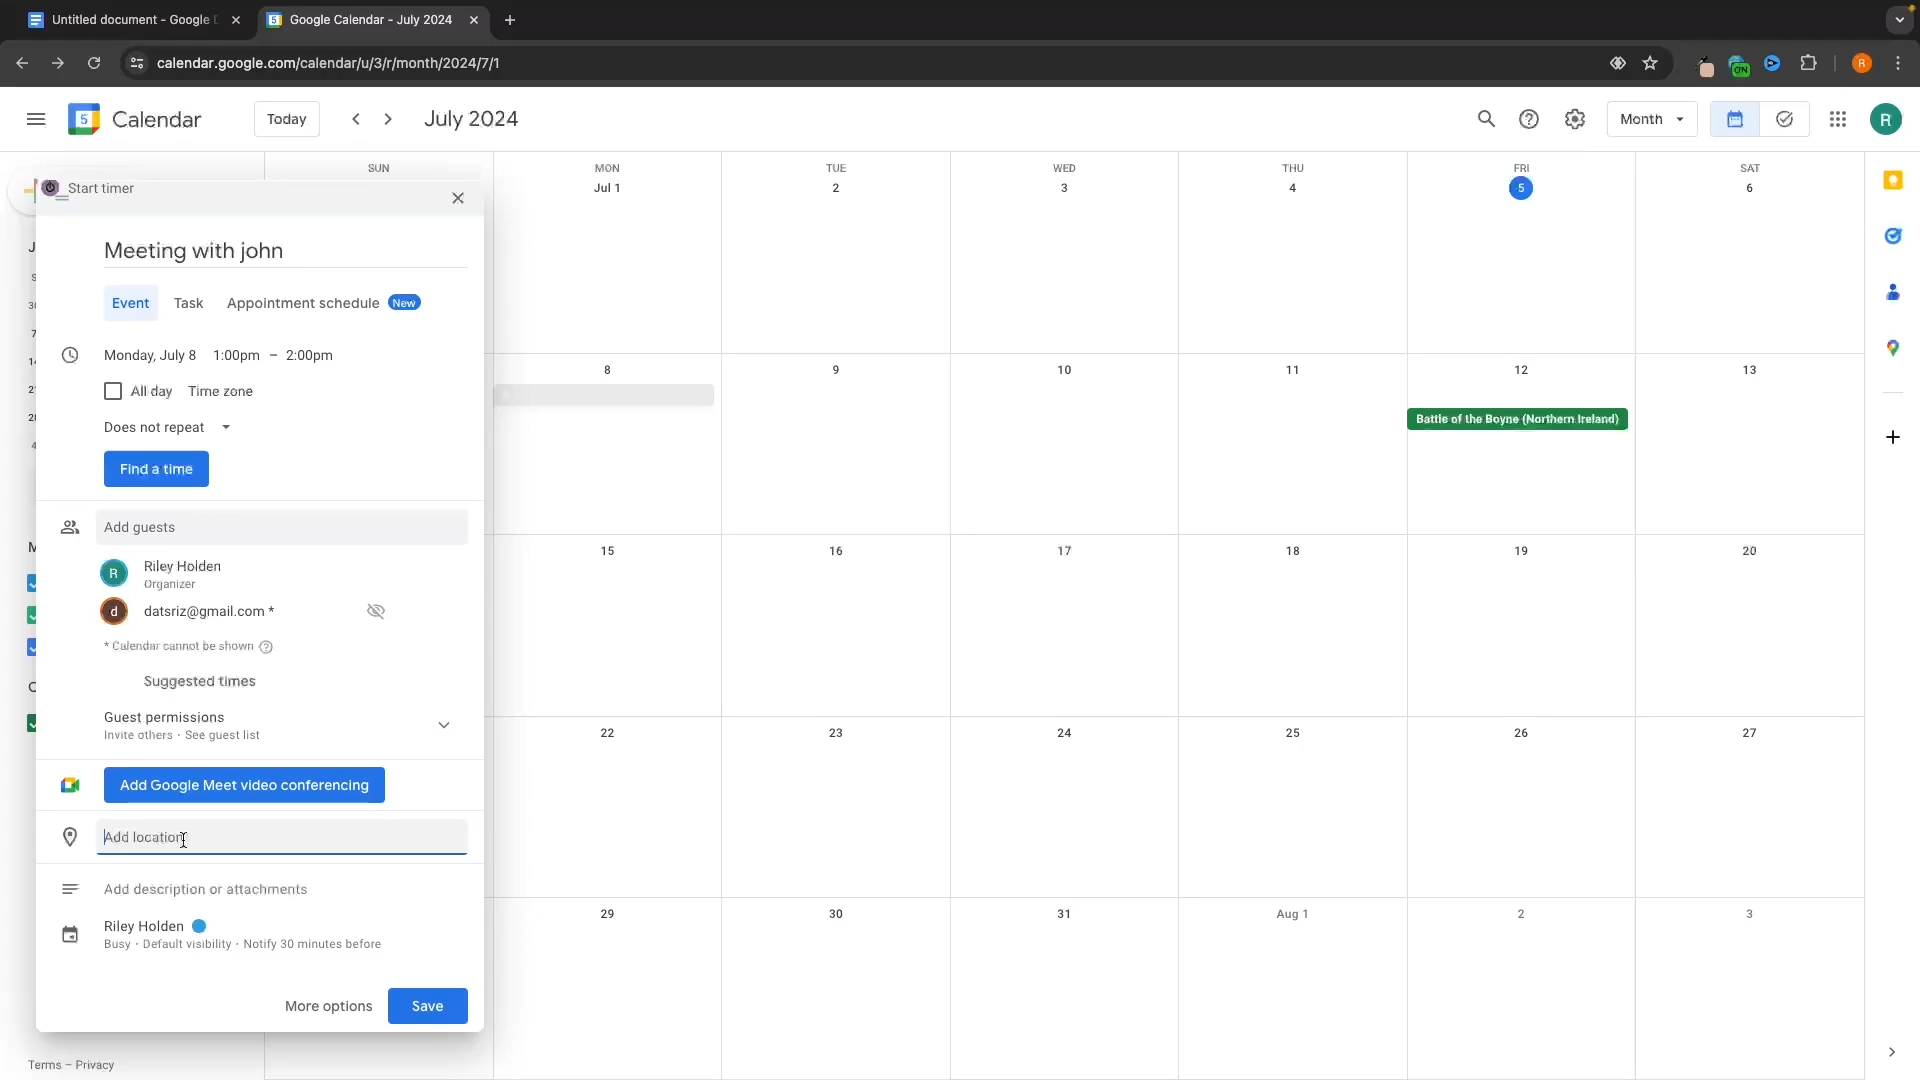 Untitled document - Google D
Google Calendar - July 2024
calendar.google.com/calendar/u/3/r/month/2024/7/1
ON
R
5
Calendar
Today
July 2024
Month
R
SUN
MON
TUE
WED
THU
FRI
SAT
Jul 1
2
3
4
5
6
Start timer
Meeting with john
Event
Task
Appointment schedule
New
Monday, July 8
1:00pm – 2:00pm
All day
Time zone
Does not repeat
Find a time
Add guests
R
Riley Holden
Organizer
d
datsriz@gmail.com *
* Calendar cannot be shown
Suggested times
Guest permissions
Invite others · See guest list
Add Google Meet video conferencing
Add location
Add description or attachments
Riley Holden
Busy · Default visibility · Notify 30 minutes before
More options
Save
8
9
10
11
12
13
Battle of the Boyne (Northern Ireland)
15
16
17
18
19
20
22
23
24
25
26
27
29
30
31
Aug 1
2
3
Terms – Privacy